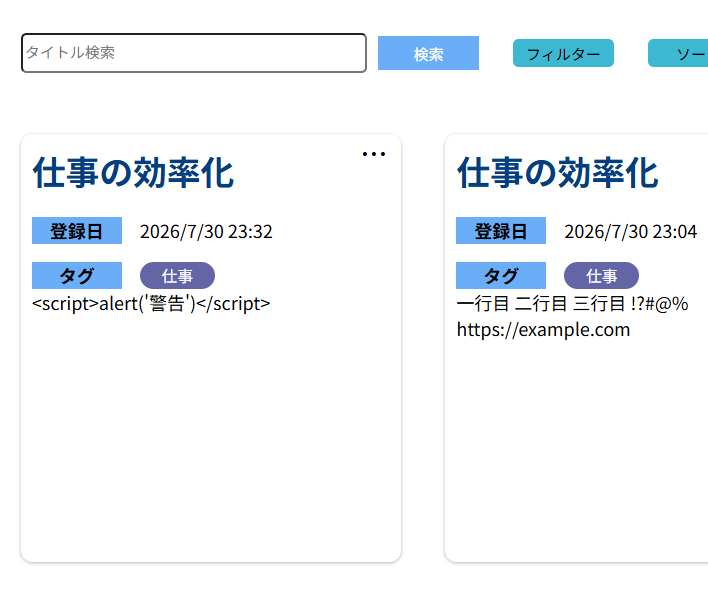 タイトル検索 検索 フィルター ソー
… 
仕事の効率化
登録日 2026/7/30 23:32
タグ 仕事
<script>alert('警告')</script>
仕事の効率化
登録日 2026/7/30 23:04
タグ 仕事
一行目 二行目 三行目 !?#@%
https://example.com